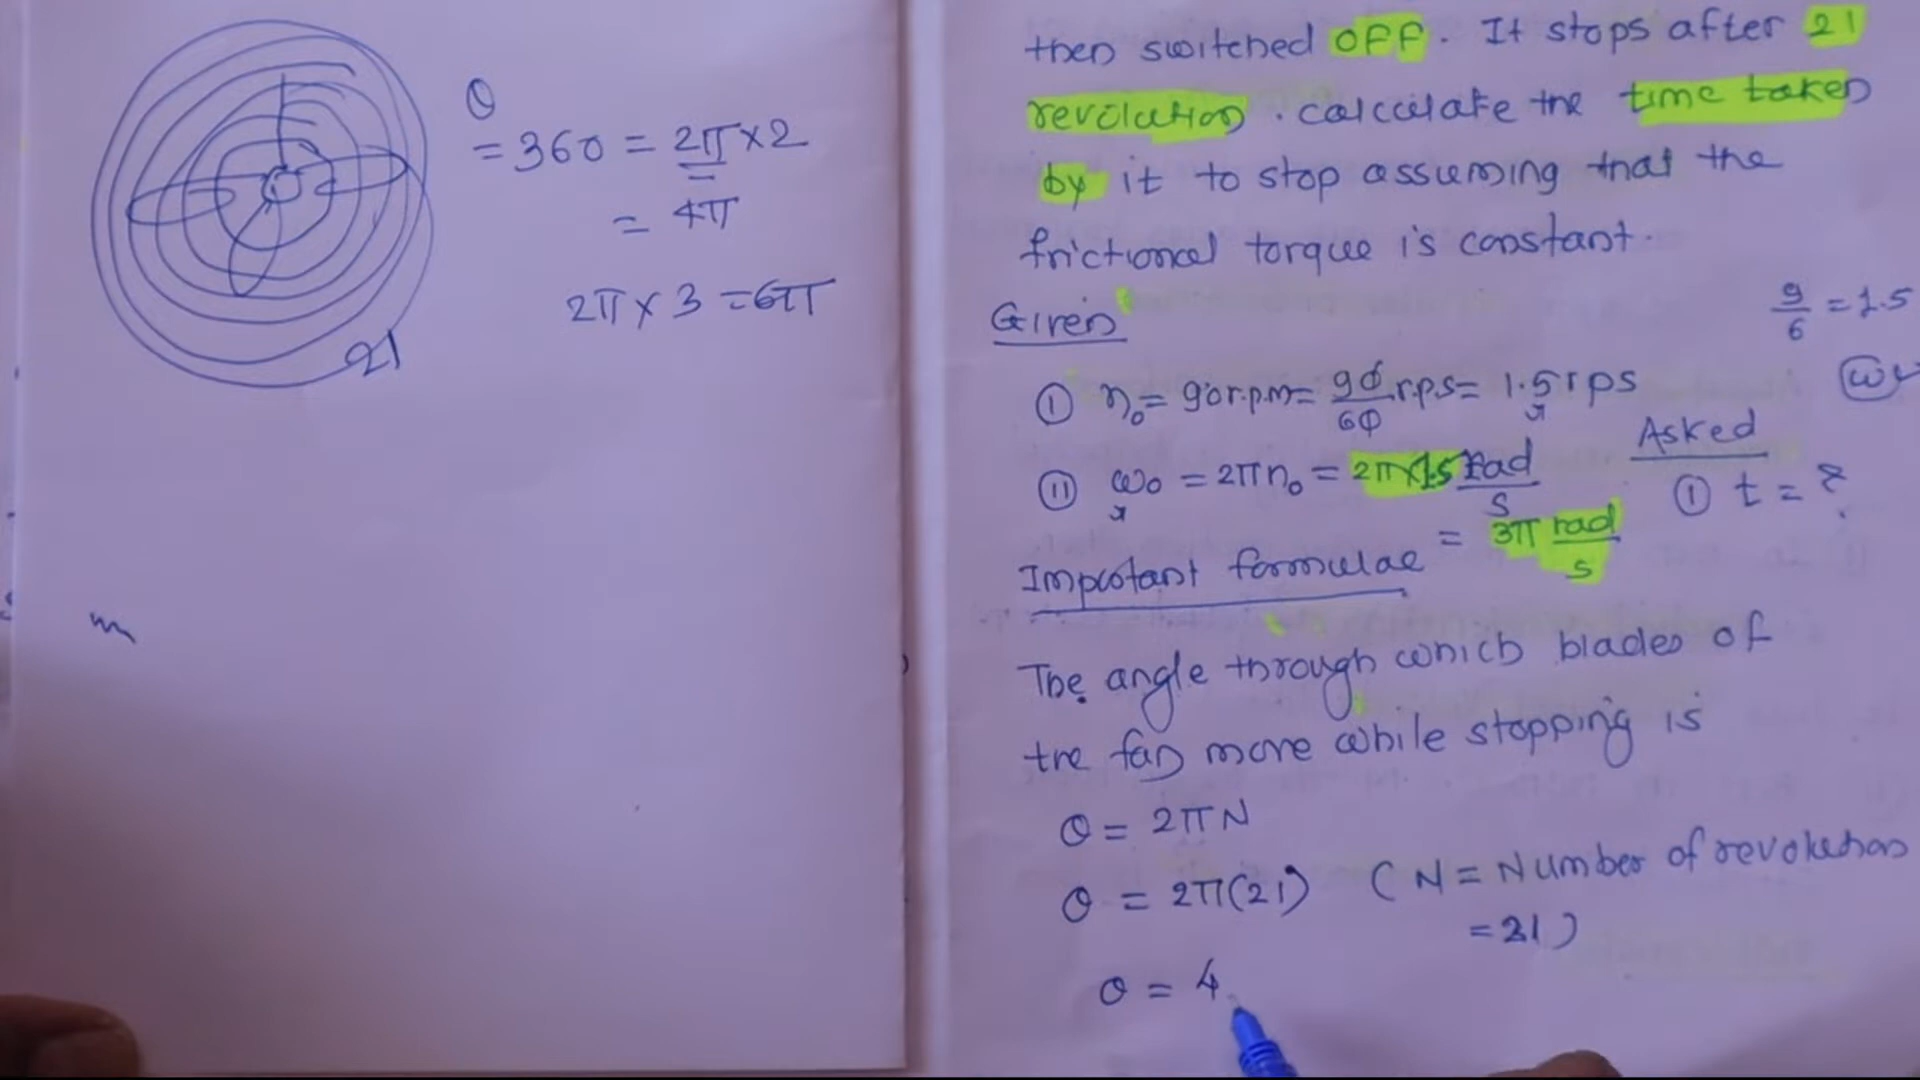 θ
= 360 = 2π × 2
= 4π
2π × 3 = 6π
21
then switched OFF. It stops after 21
revolution. calculate the time taken
by it to stop assuming that the
frictional torque is constant.
Given
9/6 = 1.5
① n₀ = 90 r.p.m = 90/60 r.p.s = 1.5 rps
Asked
⑪ ω₀ = 2πn₀ = 2π×1.5 rad/s
① t = ?
= 3π rad/s
Important formulae
The angle through which blades of
the fan move while stopping is
θ = 2πN
θ = 2π(21) (N = Number of revolutions
= 21)
θ = 4